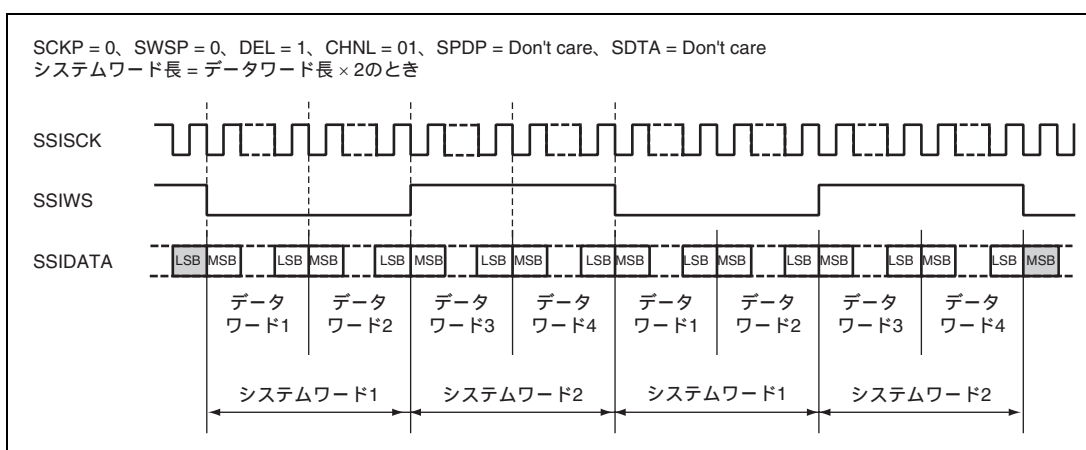 SCKP = 0、SWSP = 0、DEL = 1、CHNL = 01、SPDP = Don't care、SDTA = Don't care
システムワード長 = データワード長 × 2のとき
SSISCK
SSIWS
SSIDATA
LSB MSB LSB MSB LSB MSB LSB MSB LSB MSB LSB MSB LSB MSB LSB MSB LSB MSB
データ
ワード1
データ
ワード2
データ
ワード3
データ
ワード4
データ
ワード1
データ
ワード2
データ
ワード3
データ
ワード4
システムワード1
システムワード2
システムワード1
システムワード2